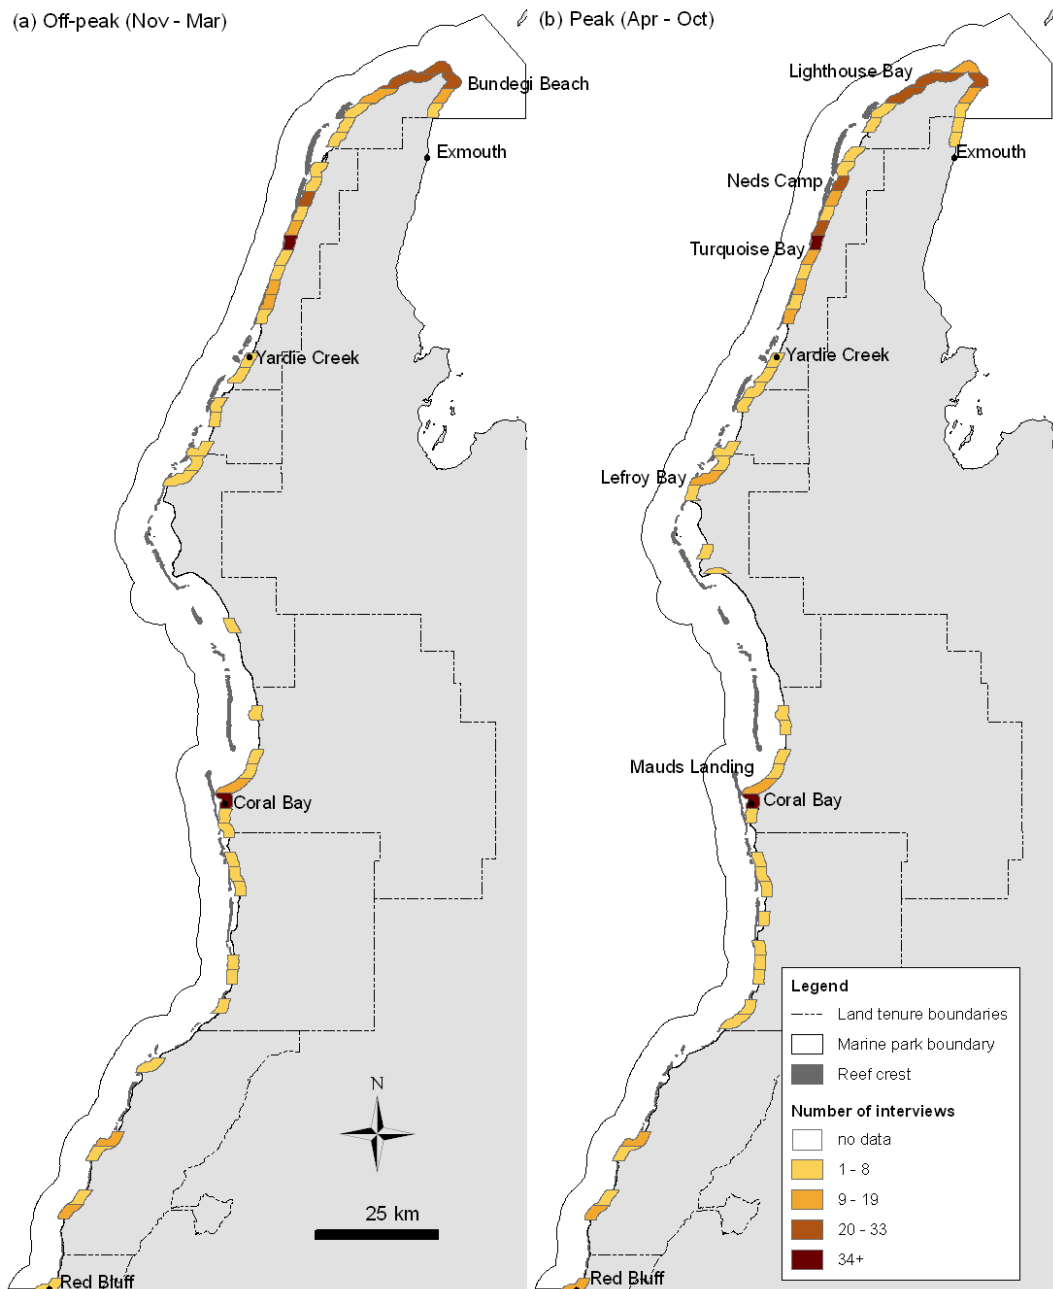 (a) Off-peak (Nov - Mar)
Bundegi Beach
Exmouth
Yardie Creek
Coral Bay
N
25 km
Red Bluff
(b) Peak (Apr - Oct)
Lighthouse Bay
Exmouth
Neds Camp
Turquoise Bay
Yardie Creek
Lefroy Bay
Mauds Landing
Coral Bay
Red Bluff
Legend
Land tenure boundaries
Marine park boundary
Reef crest
Number of interviews
no data
1 - 8
9 - 19
20 - 33
34+